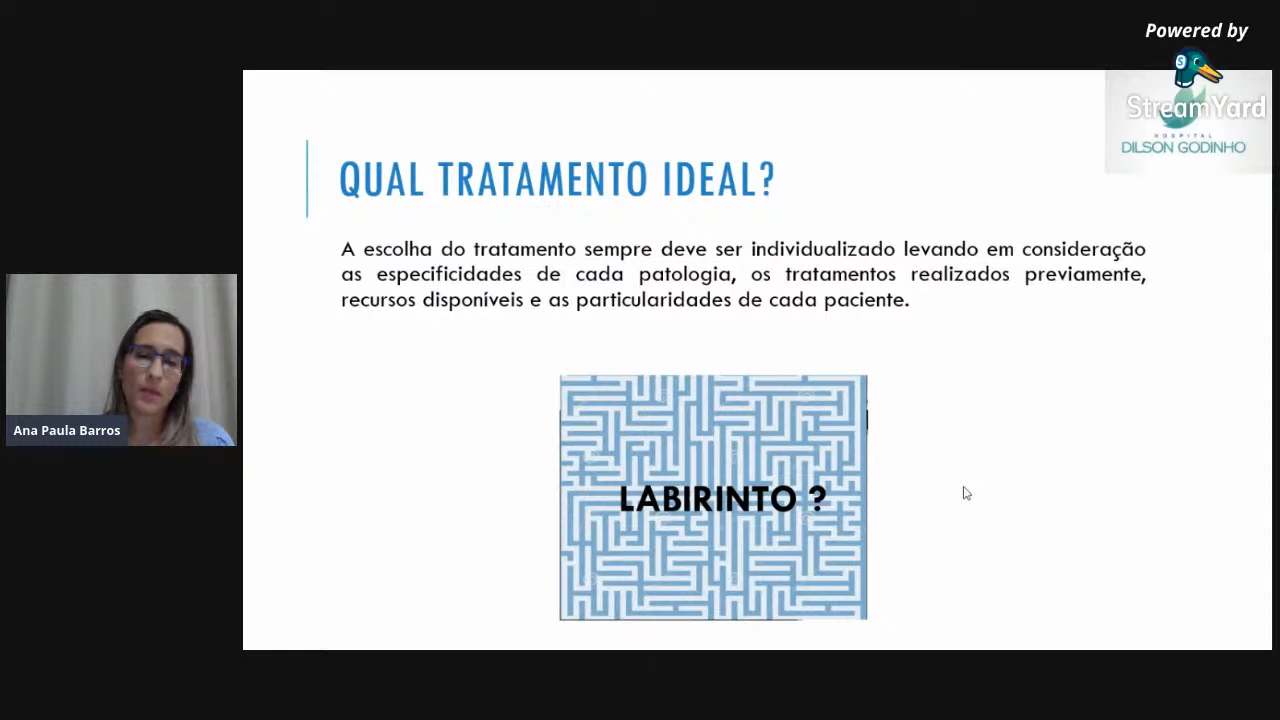 Powered by
StreamYard
HOSPITAL
DILSON GODINHO
QUAL TRATAMENTO IDEAL?
A escolha do tratamento sempre deve ser individualizado levando em consideração
as especificidades de cada patologia, os tratamentos realizados previamente,
recursos disponíveis e as particularidades de cada paciente.
Ana Paula Barros
LABIRINTO ?